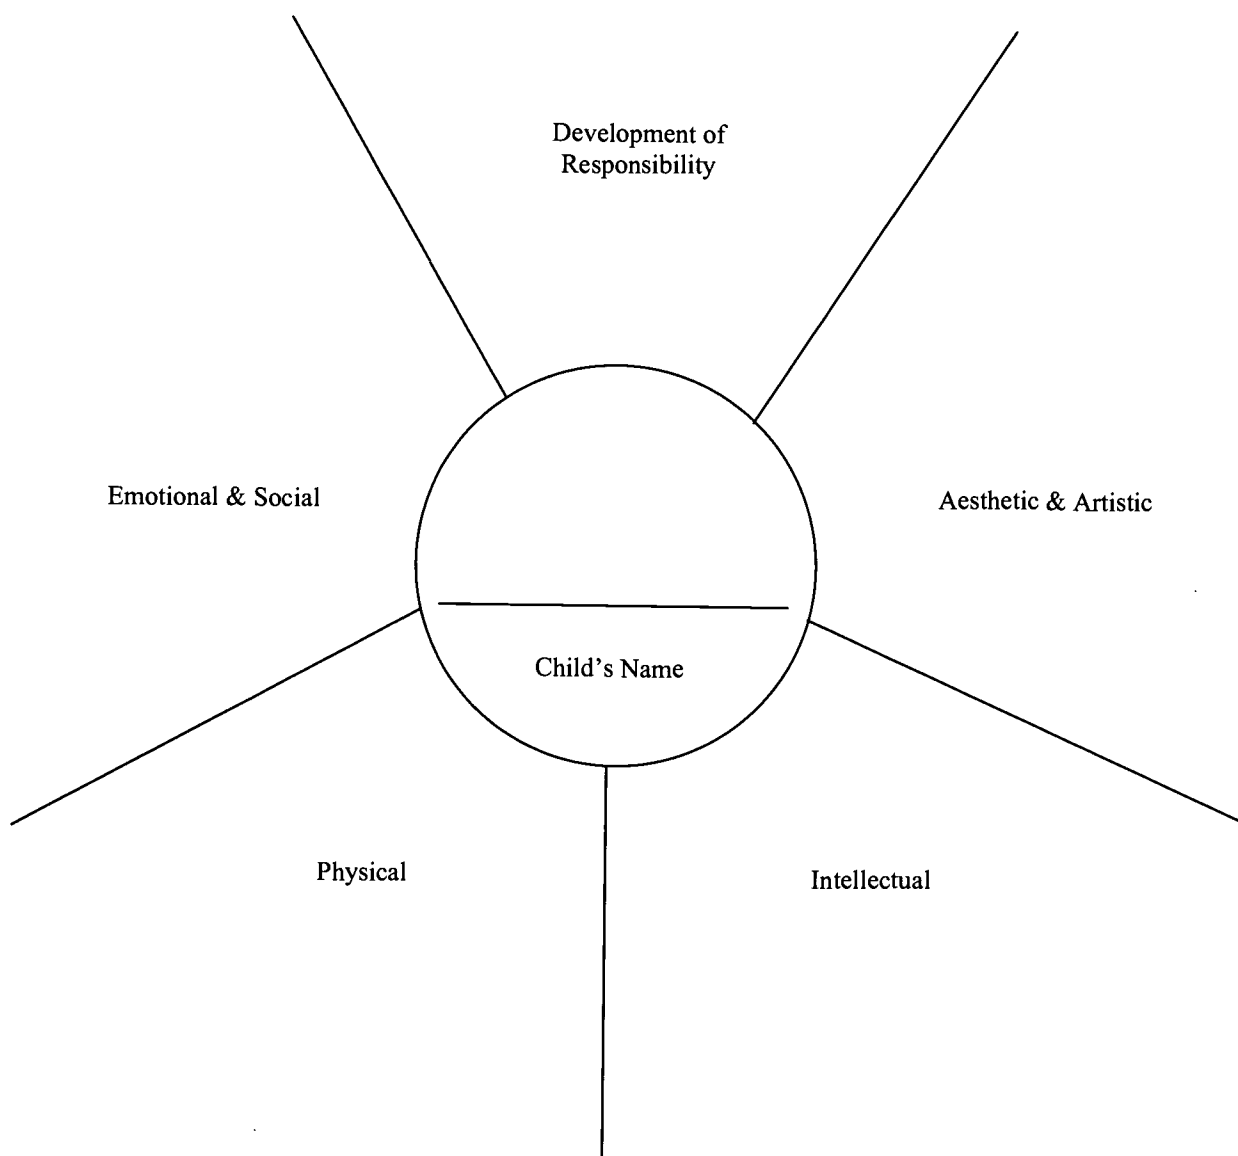 Development of
Responsibility
Emotional & Social
Aesthetic & Artistic
Child's Name
Physical
Intellectual